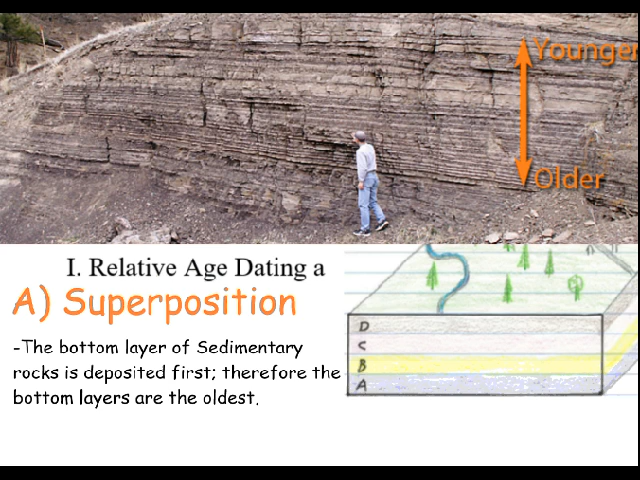 Younger
Older
I. Relative Age Dating a
A) Superposition
-The bottom layer of Sedimentary
rocks is deposited first; therefore the
bottom layers are the oldest.
D
C
B
A